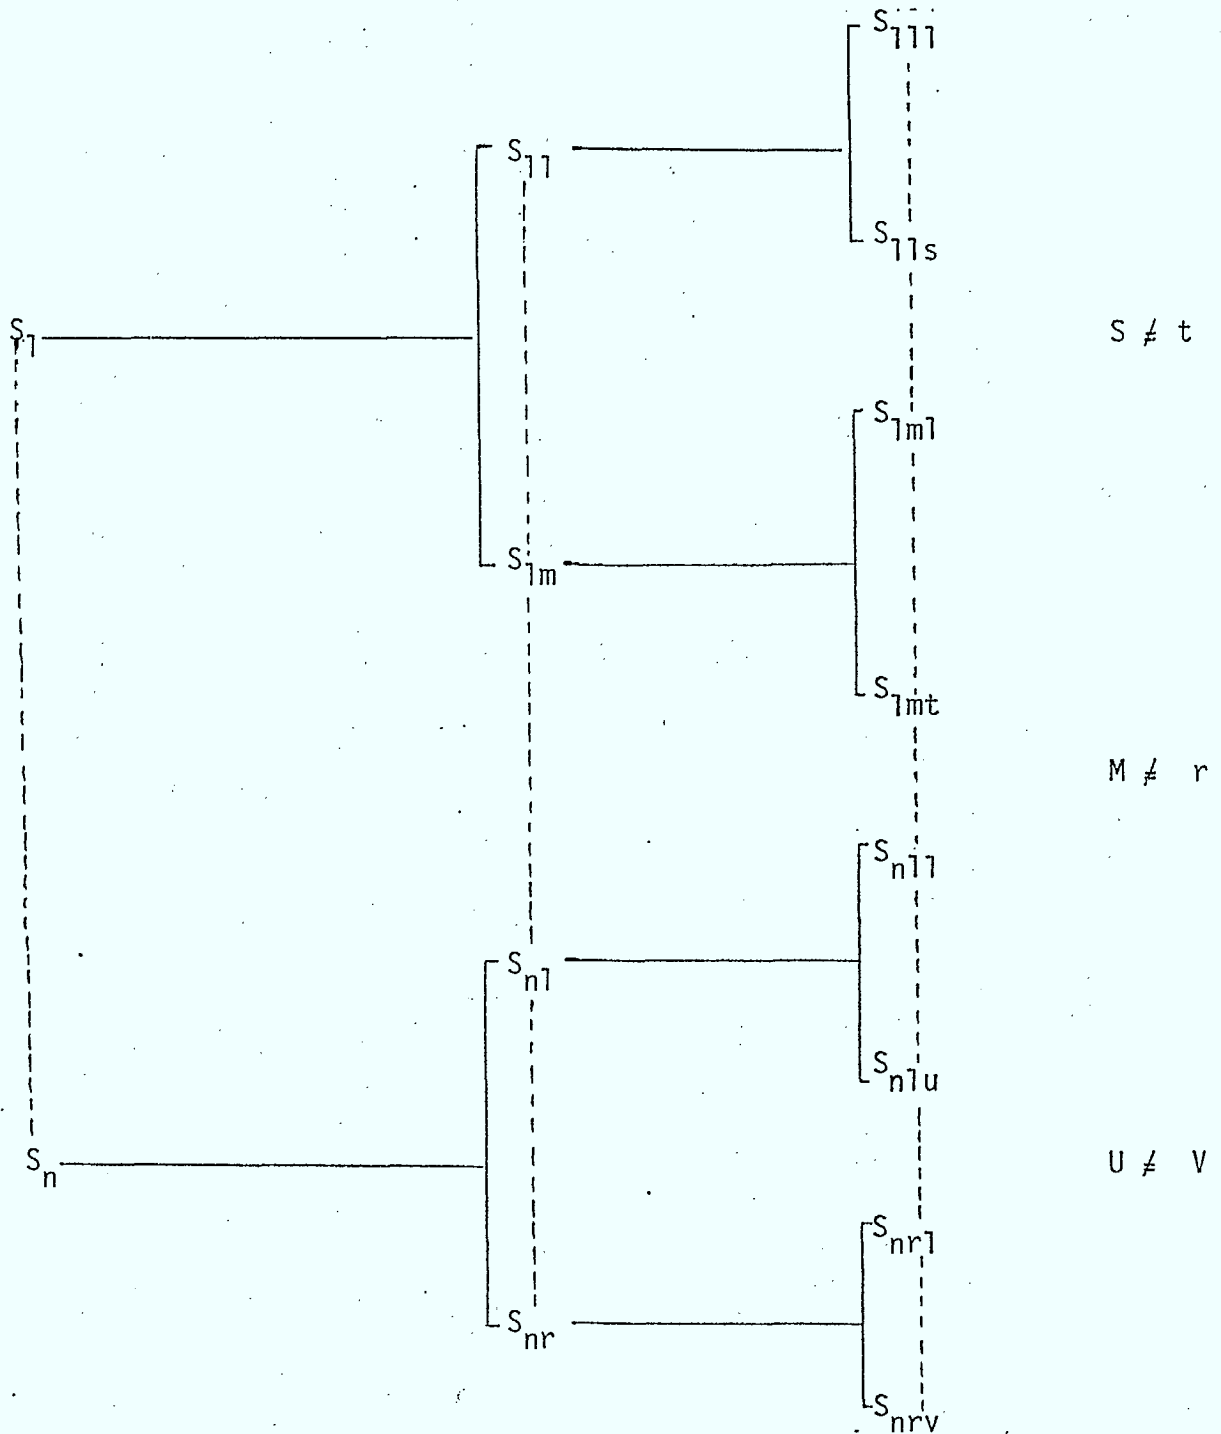 S₁₁₁
S₁₁
S₁₁ₛ
S₁
S ≠ t
S₁ₘ₁
S₁ₘ
S₁ₘₜ
M ≠ r
Sₙ₁₁
Sₙ₁
Sₙ₁ᵤ
Sₙ
U ≠ V
Sₙᵣ₁
Sₙᵣ
Sₙᵣᵥ